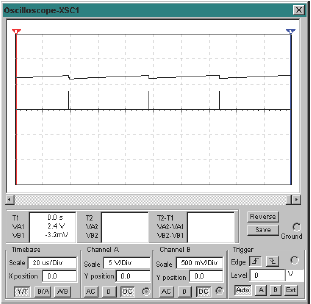 Oscilloscope-XSC1
T1 0.0 s T2 T2-T1 Reverse
VA1 2.4 V VA2 VA2-VA1
VB1 -3.2mV VB2 VB2-VB1 Save Ground
Timebase Channel A Channel B Trigger
Scale 20 us/Div Scale 5 V/Div Scale 500 mV/Div Edge
X position 0.0 Y position 0.0 Y position 0.0 Level 0 V
Y/T B/A A/B AC 0 DC AC 0 DC Auto A B Ext